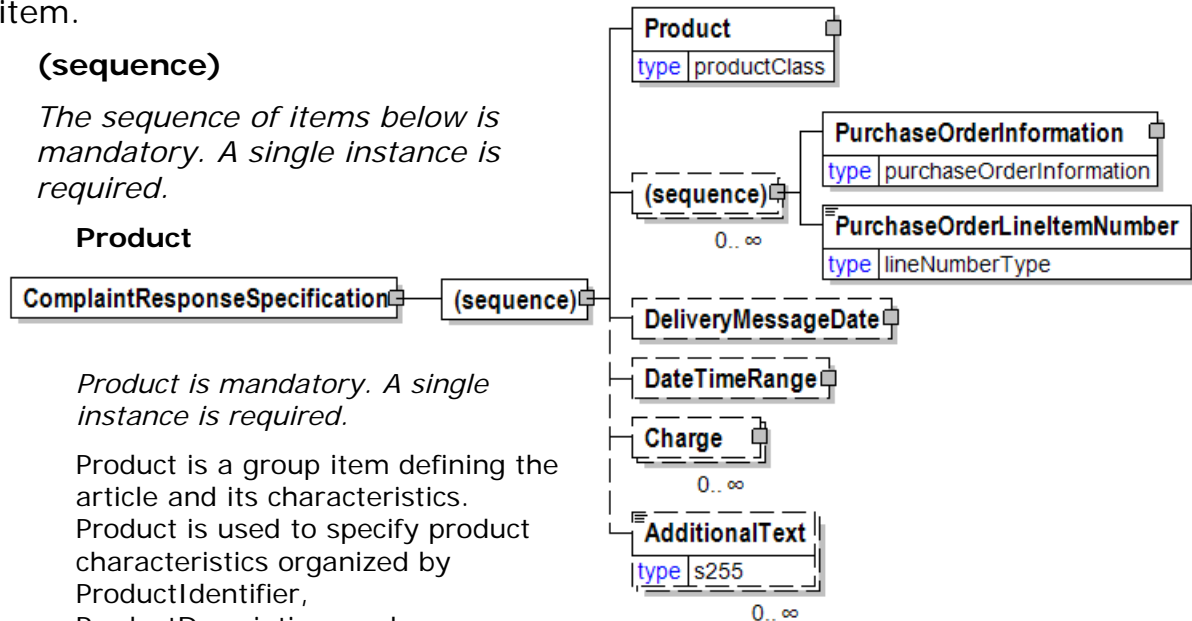 item.
(sequence)
The sequence of items below is
mandatory. A single instance is
required.
Product
Product is mandatory. A single
instance is required.
Product is a group item defining the
article and its characteristics.
Product is used to specify product
characteristics organized by
ProductIdentifier,
ComplaintResponseSpecification
(sequence)
Product
type productClass
(sequence)
0.. ∞
PurchaseOrderInformation
type purchaseOrderInformation
PurchaseOrderLineItemNumber
type lineNumberType
DeliveryMessageDate
DateTimeRange
Charge
0.. ∞
AdditionalText
type s255
0.. ∞